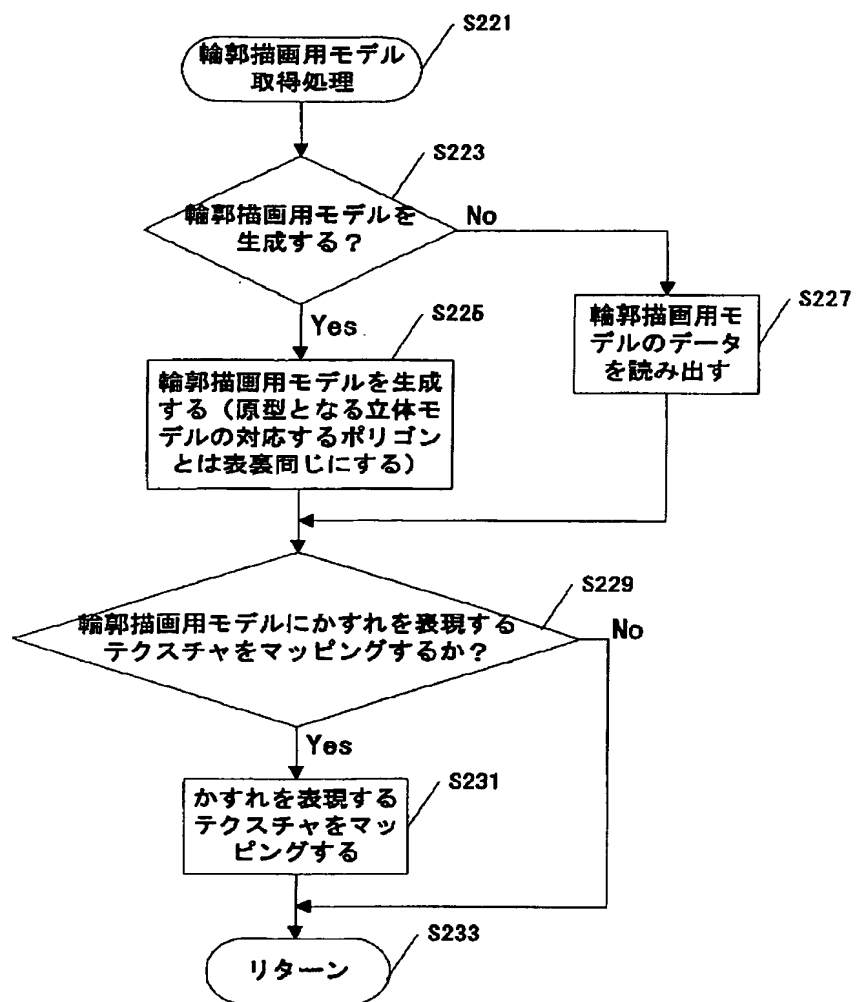 S221
輪郭描画用モデル
取得処理
S223
輪郭描画用モデルを
生成する？
No
Yes
S225
輪郭描画用モデルを生成
する（原型となる立体モ
デルの対応するポリゴン
とは表裏同じにする）
S227
輪郭描画用モ
デルのデータ
を読み出す
S229
輪郭描画用モデルにかすれを表現する
テクスチャをマッピングするか？
No
Yes
S231
かすれを表現する
テクスチャをマッ
ピングする
S233
リターン